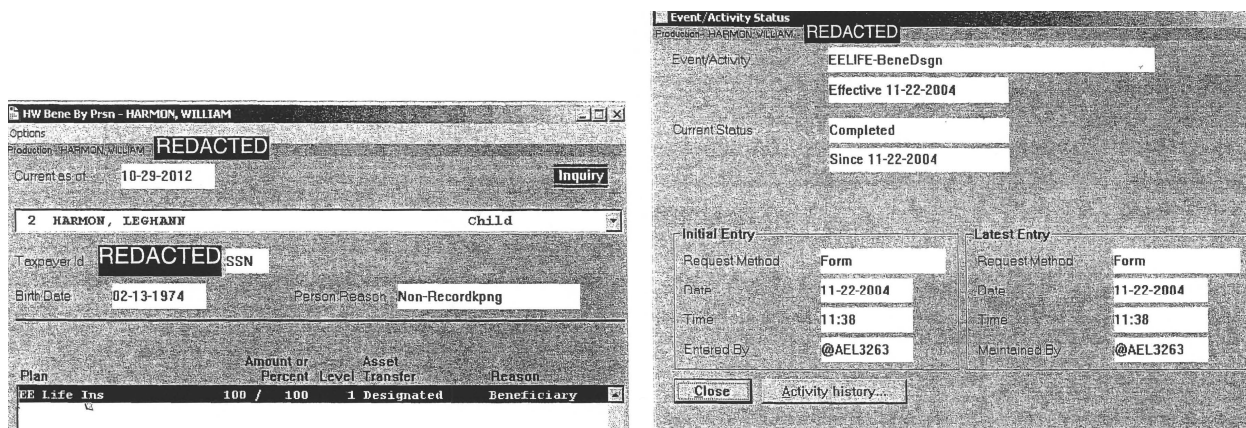 HW Bene By Prsn - HARMON, WILLIAM
Options
Production - HARMON, WILLIAM - REDACTED
Current as of 10-29-2012 Inquiry
2 HARMON, LEGHANN Child
Taxpayer Id REDACTED SSN
Birth Date 02-13-1974 Person Reason Non-Recordkpng
Amount or Asset
Plan Percent Level Transfer Reason
EE Life Ins 100 / 100 1 Designated Beneficiary
Event/Activity Status
Production - HARMON, WILLIAM - REDACTED
Event/Activity EELIFE-BeneDsgn
Effective 11-22-2004
Current Status Completed
Since 11-22-2004
Initial Entry Latest Entry
Request Method Form Request Method Form
Date 11-22-2004 Date 11-22-2004
Time 11:38 Time 11:38
Entered By @AEL3263 Maintained By @AEL3263
Close Activity history...